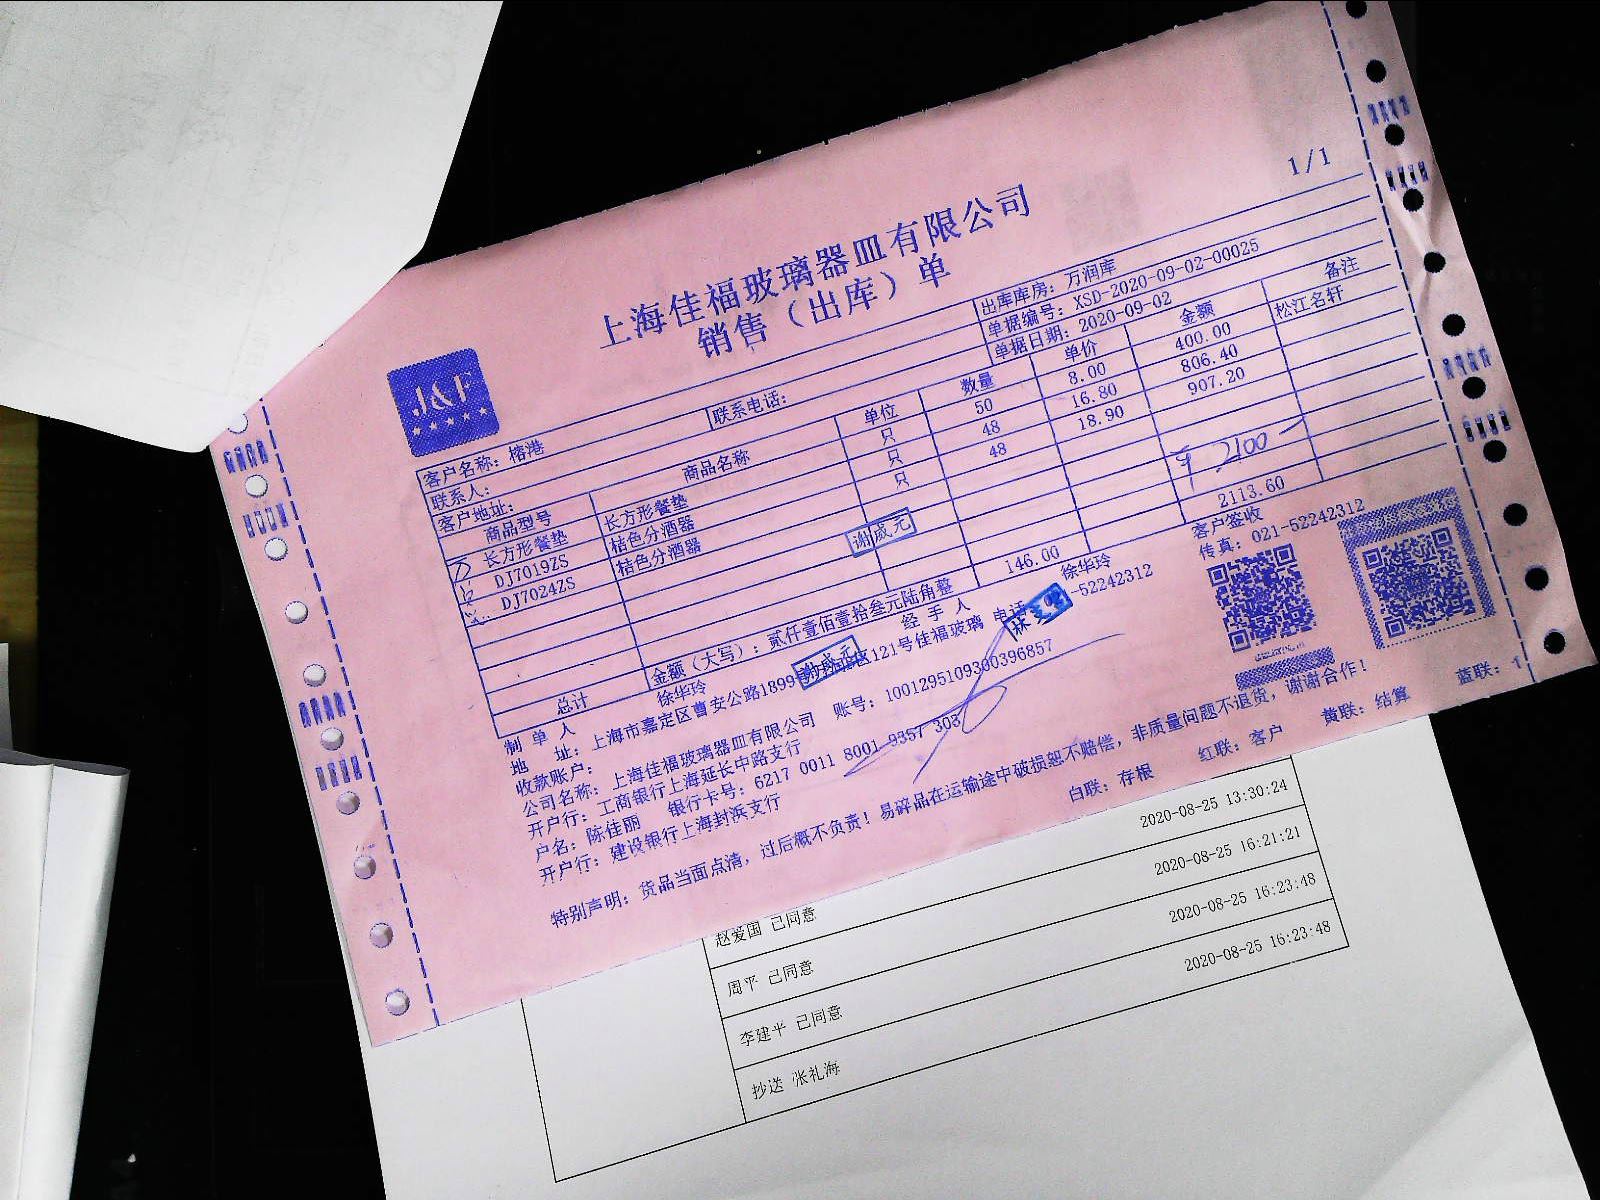 1/1
上海佳福玻璃器皿有限公司
销售（出库）单
J&F
出库库房：万润库
单据编号：XSD-2020-09-02-00025
单据日期：2020-09-02
客户名称：榕港
联系电话：
联系人：
客户地址：
商品型号 商品名称 单位 数量 单价 金额 备注
长方形餐垫 长方形餐垫 只 50 8.00 400.00 松江名轩
DJ7019ZS 桔色分酒器 只 48 16.80 806.40
DJ7024ZS 桔色分酒器 只 48 18.90 907.20
¥ 2100
谢成元
总计 金额（大写）：贰仟壹佰壹拾叁元陆角整 146.00 2113.60
制单人 徐华玲 经手人 徐华玲 客户签收
谢成元
地 址：上海市嘉定区曹安公路1899 121号佳福玻璃 电话 -52242312 传真：021-52242312
收款账户：
公司名称：上海佳福玻璃器皿有限公司 账号：1001295109300396857
开户行：工商银行上海延长中路支行
户名：陈佳丽 银行卡号：6217 0011 8001 9357 303
开户行：建设银行上海封浜支行
特别声明：货品当面点清，过后概不负责！易碎品在运输途中破损恕不赔偿，非质量问题不退货，谢谢合作！
白联：存根 红联：客户 黄联：结算 蓝联：
2020-08-25 13:30:24
赵爱国 已同意 2020-08-25 16:21:21
周平 已同意 2020-08-25 16:23:48
李建平 已同意 2020-08-25 16:23:48
抄送 张礼海